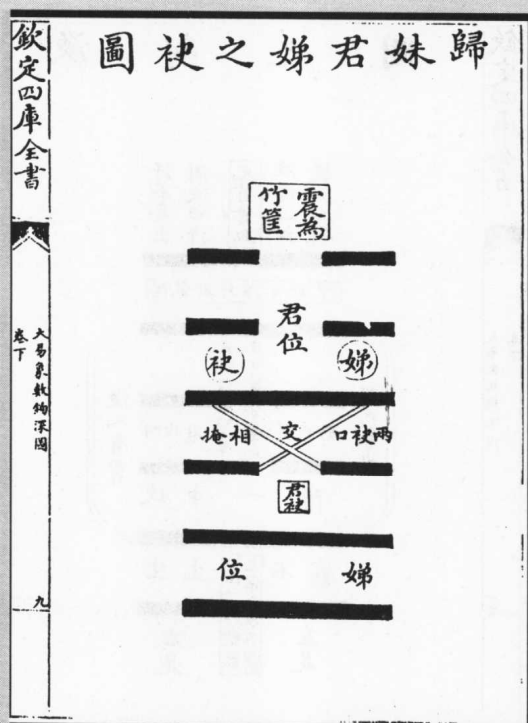 歸妹君娣之袂圖
震為
竹筐
君位
娣
袂
兩袂口交相掩
君袂
娣位
欽定四庫全書
大易象數鉤深圖
卷下
九